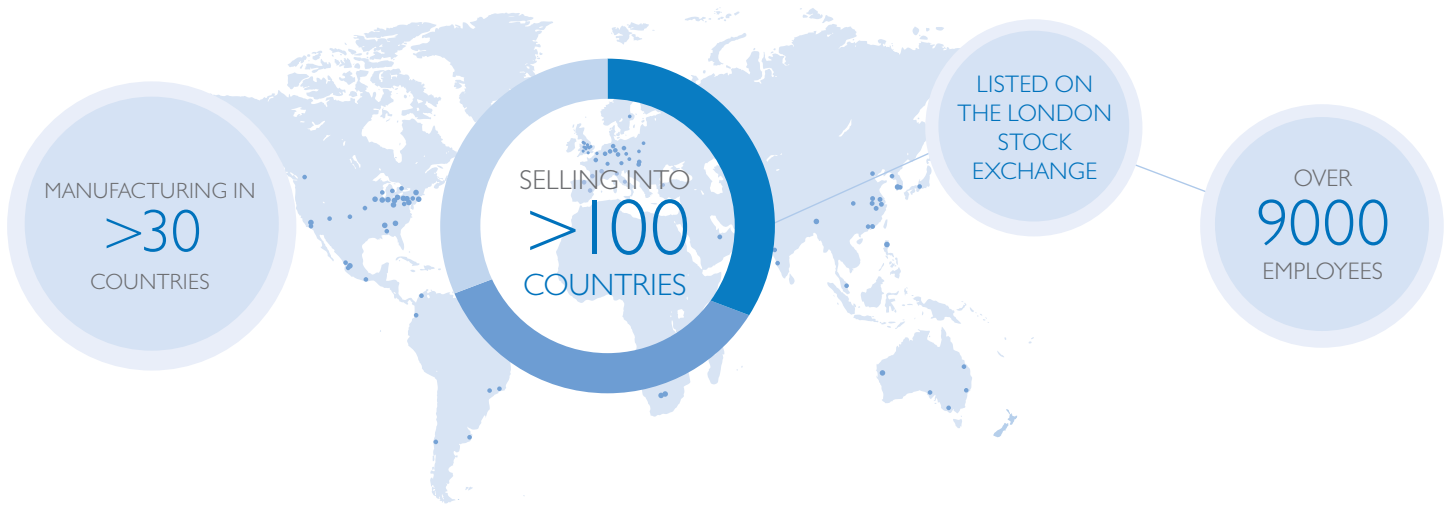 MANUFACTURING IN
>30
COUNTRIES
SELLING INTO
>100
COUNTRIES
LISTED ON
THE LONDON
STOCK
EXCHANGE
OVER
9000
EMPLOYEES